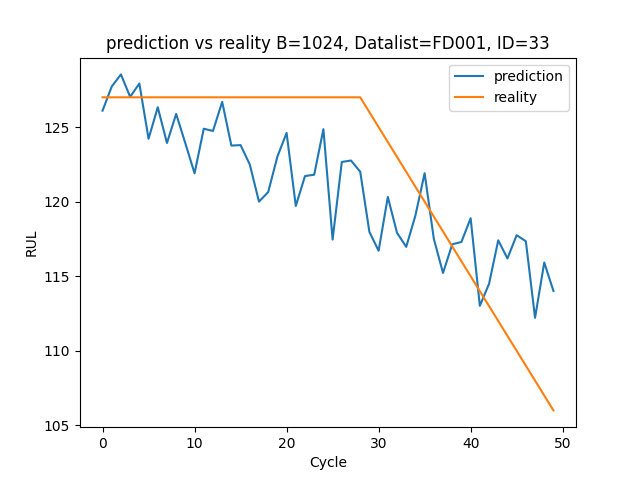 prediction vs reality B=1024, Datalist=FD001, ID=33
prediction
reality
RUL
125
120
115
110
105
0 10 20 30 40 50
Cycle